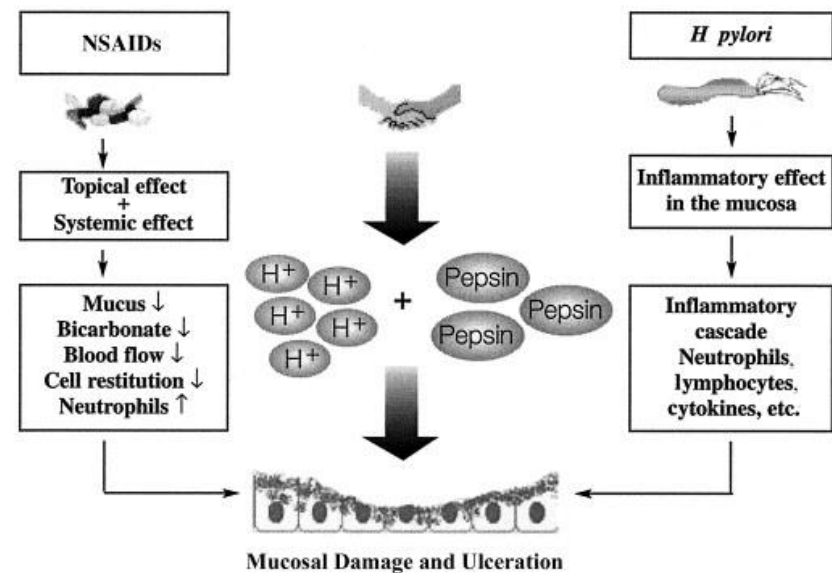 NSAIDs
Topical effect
+
Systemic effect
Mucus ↓
Bicarbonate ↓
Blood flow ↓
Cell restitution ↓
Neutrophils ↑
H+
H+
H+
H+
H+
+
Pepsin
Pepsin
Pepsin
H pylori
Inflammatory effect
in the mucosa
Inflammatory
cascade
Neutrophils,
lymphocytes,
cytokines, etc.
Mucosal Damage and Ulceration